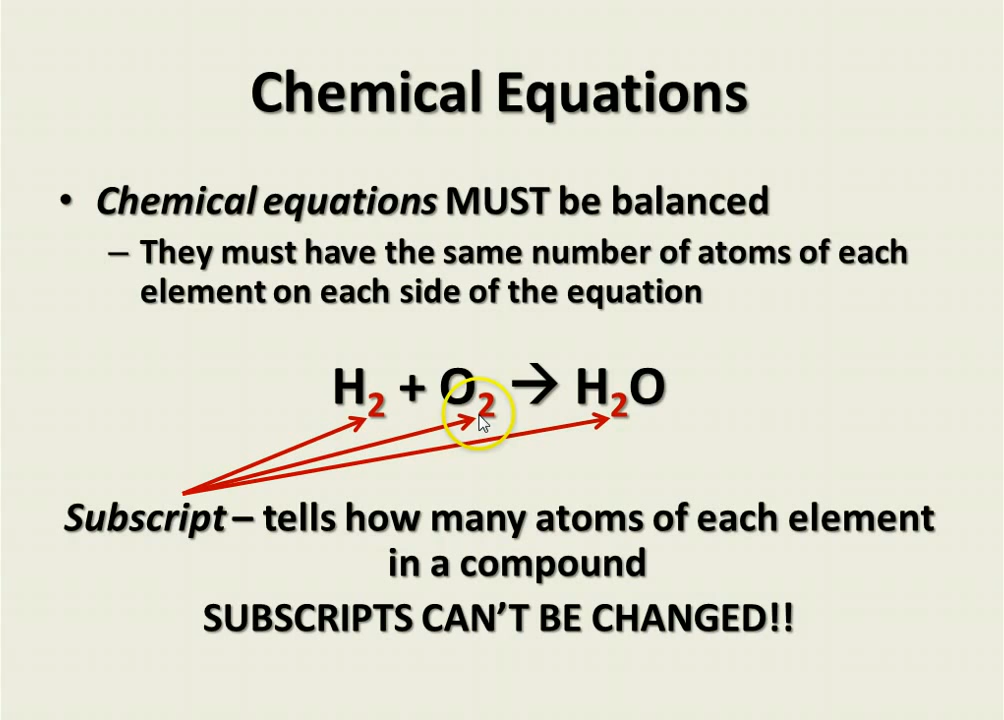 Chemical Equations
• Chemical equations MUST be balanced
– They must have the same number of atoms of each
element on each side of the equation
H₂ + O₂ → H₂O
Subscript – tells how many atoms of each element
in a compound
SUBSCRIPTS CAN’T BE CHANGED!!